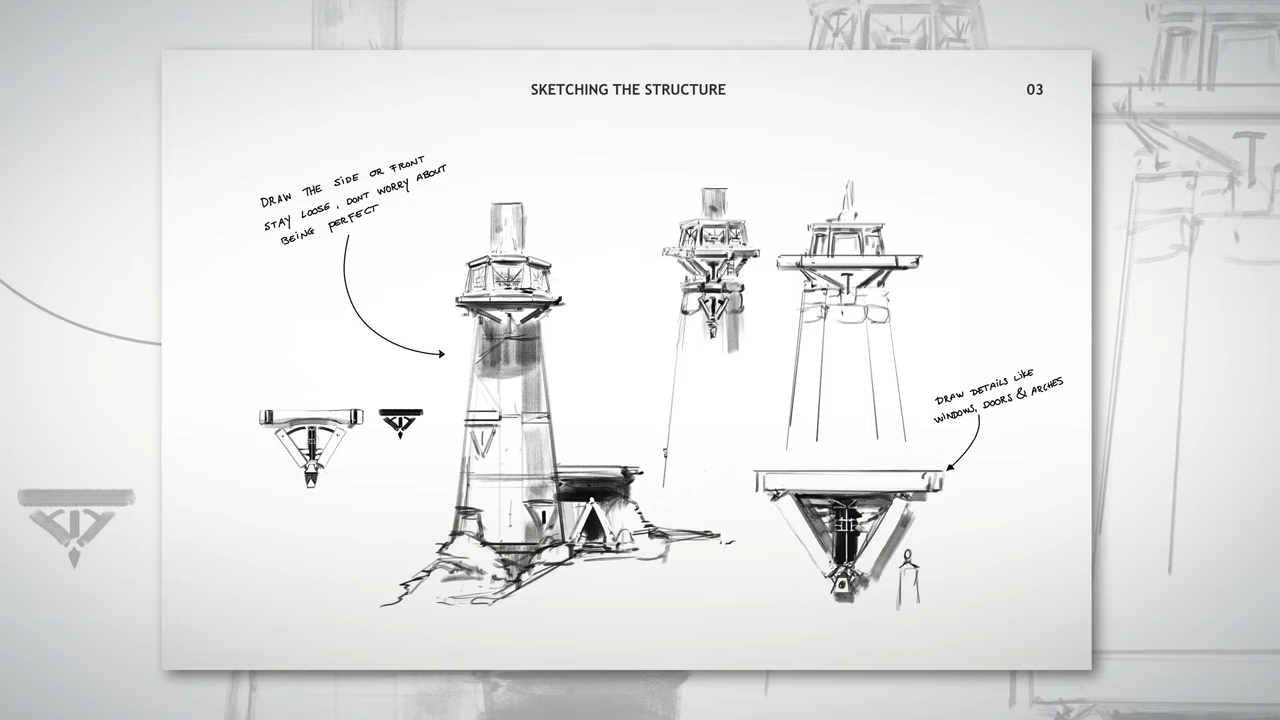 SKETCHING THE STRUCTURE
03
DRAW THE SIDE OR FRONT
STAY LOOSE, DONT WORRY ABOUT
BEING PERFECT
DRAW DETAILS LIKE
WINDOWS, DOORS & ARCHES